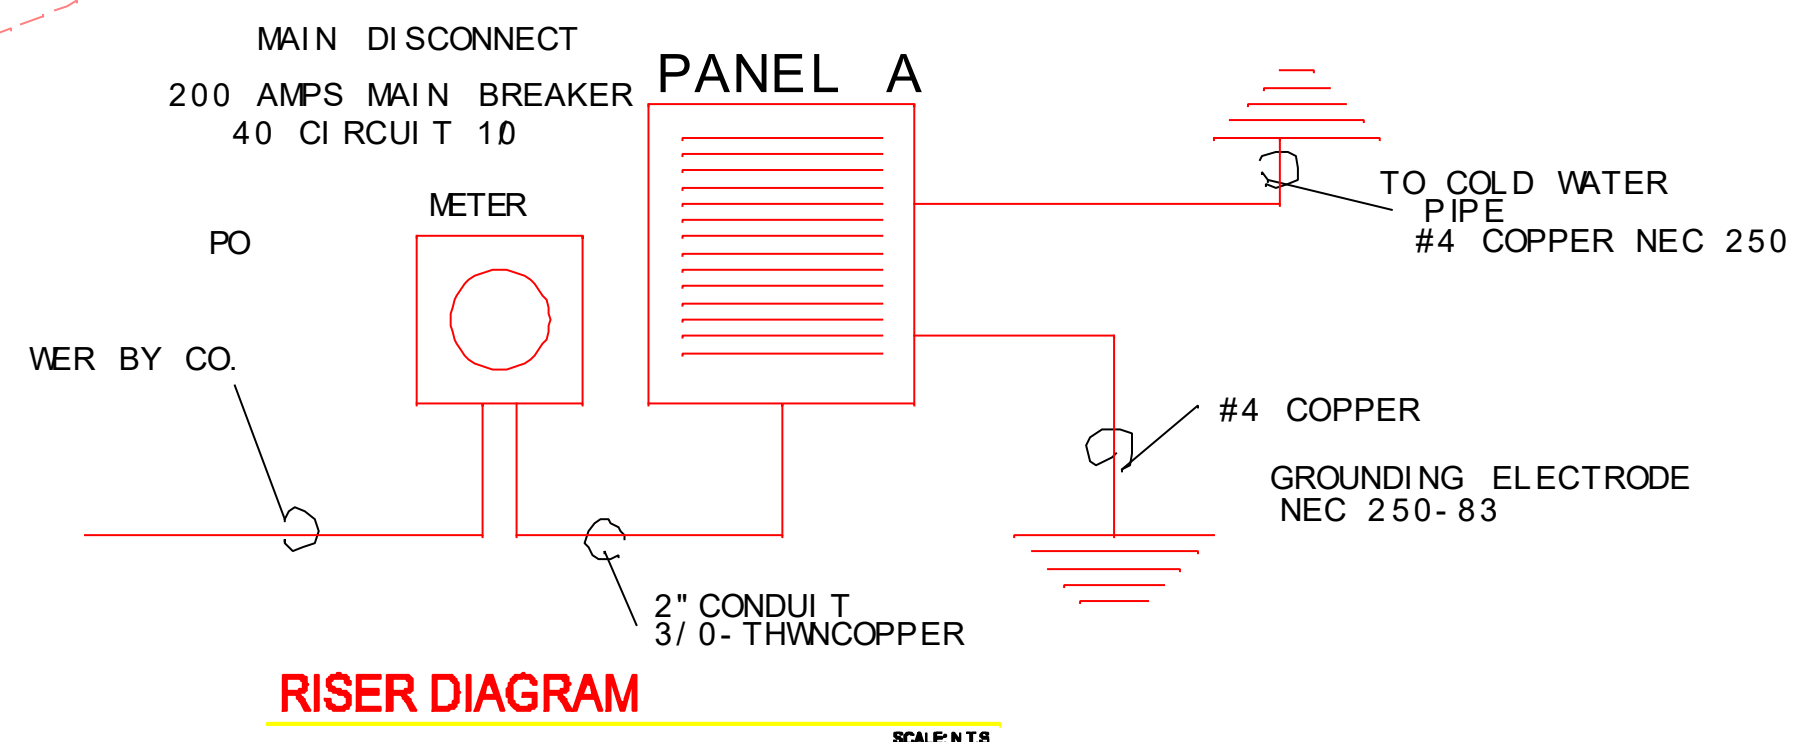 MAIN DISCONNECT
200 AMPS MAIN BREAKER
40 CIRCUIT 10
PANEL A
METER
PO
WER BY CO.
TO COLD WATER
PIPE
#4 COPPER NEC 250
#4 COPPER
GROUNDING ELECTRODE
NEC 250-83
2" CONDUIT
3/0-THWNCOPPER
RISER DIAGRAM
SCALE: N.T.S